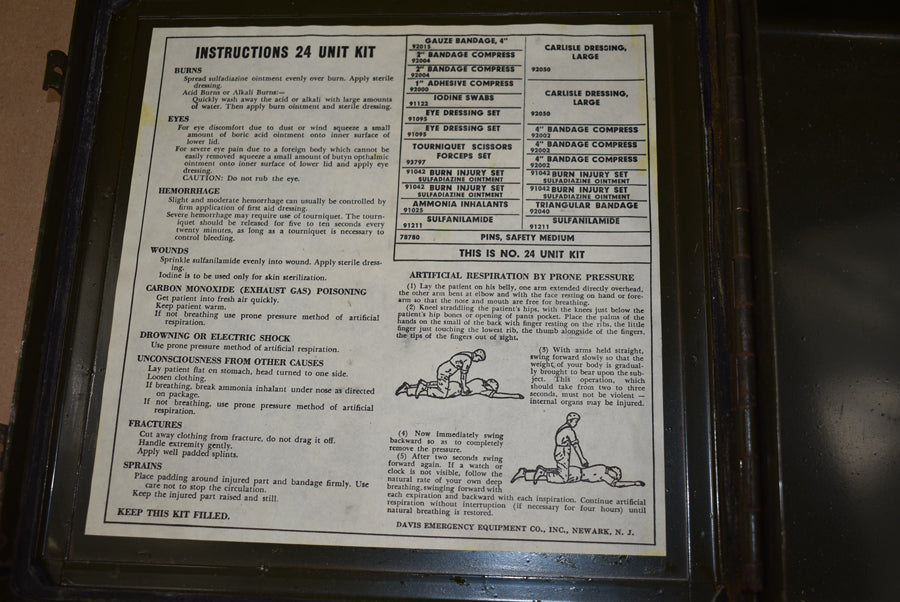 INSTRUCTIONS 24 UNIT KIT
BURNS
Spread sulfadiazine ointment evenly over burn. Apply sterile
dressing.
Acid Burns or Alkali Burns:—
Quickly wash away the acid or alkali with large amounts
of water. Then apply burn ointment and sterile dressing.
EYES
For eye discomfort due to dust or wind squeeze a small
amount of boric acid ointment onto inner surface of
lower lid.
For severe eye pain due to a foreign body which cannot be
easily removed squeeze a small amount of butyn opthalmic
ointment onto inner surface of lower lid and apply eye
dressing.
CAUTION: Do not rub the eye.
HEMORRHAGE
Slight and moderate hemorrhage can usually be controlled by
firm application of first aid dressing.
Severe hemorrhage may require use of tourniquet. The tourn-
iquet should be released for five to ten seconds every
twenty minutes, as long as a tourniquet is necessary to
control bleeding.
WOUNDS
Sprinkle sulfanilamide evenly into wound. Apply sterile dress-
ing.
Iodine is to be used only for skin sterilization.
CARBON MONOXIDE (EXHAUST GAS) POISONING
Get patient into fresh air quickly.
Keep patient warm.
If not breathing use prone pressure method of artificial
respiration.
DROWNING OR ELECTRIC SHOCK
Use prone pressure method of artificial respiration.
UNCONSCIOUSNESS FROM OTHER CAUSES
Lay patient flat on stomach, head turned to one side.
Loosen clothing.
If breathing, break ammonia inhalant under nose as directed
on package.
If not breathing, use prone pressure method of artificial
respiration.
FRACTURES
Cut away clothing from fracture, do not drag it off.
Handle extremity gently.
Apply well padded splints.
SPRAINS
Place padding around injured part and bandage firmly. Use
care not to stop the circulation.
Keep the injured part raised and still.
KEEP THIS KIT FILLED.
GAUZE BANDAGE, 4"
92015
2" BANDAGE COMPRESS
92004
2" BANDAGE COMPRESS
92004
1" ADHESIVE COMPRESS
92000
IODINE SWABS
91122
EYE DRESSING SET
91095
EYE DRESSING SET
91095
TOURNIQUET SCISSORS
FORCEPS SET
93797
91042 BURN INJURY SET
SULFADIAZINE OINTMENT
91042 BURN INJURY SET
SULFADIAZINE OINTMENT
AMMONIA INHALANTS
91025
SULFANILAMIDE
91211
CARLISLE DRESSING,
LARGE
92050
CARLISLE DRESSING,
LARGE
92050
4" BANDAGE COMPRESS
92002
4" BANDAGE COMPRESS
92002
4" BANDAGE COMPRESS
92002
91042 BURN INJURY SET
SULFADIAZINE OINTMENT
91042 BURN INJURY SET
SULFADIAZINE OINTMENT
TRIANGULAR BANDAGE
92040
SULFANILAMIDE
91211
78780 PINS, SAFETY MEDIUM
THIS IS NO. 24 UNIT KIT
ARTIFICIAL RESPIRATION BY PRONE PRESSURE
(1) Lay the patient on his belly, one arm extended directly overhead,
the other arm bent at elbow and with the face resting on hand or fore-
arm so that the nose and mouth are free for breathing.
(2) Kneel straddling the patient's hips, with the knees just below the
patient's hip bones or opening of pants pocket. Place the palms of the
hands on the small of the back with finger resting on the ribs, the little
finger just touching the lowest rib, the thumb alongside of the fingers,
the tips of the fingers out of sight.
(3) With arms held straight,
swing forward slowly so that the
weight of your body is gradual-
ly brought to bear upon the sub-
ject. This operation, which
should take from two to three
seconds, must not be violent —
internal organs may be injured.
(4) Now immediately swing
backward so as to completely
remove the pressure.
(5) After two seconds swing
forward again. If a watch or
clock is not visible, follow the
natural rate of your own deep
breathing, swinging forward with
each expiration and backward with each inspiration. Continue artificial
respiration without interruption (if necessary for four hours) until
natural breathing is restored.
DAVIS EMERGENCY EQUIPMENT CO., INC., NEWARK, N. J.